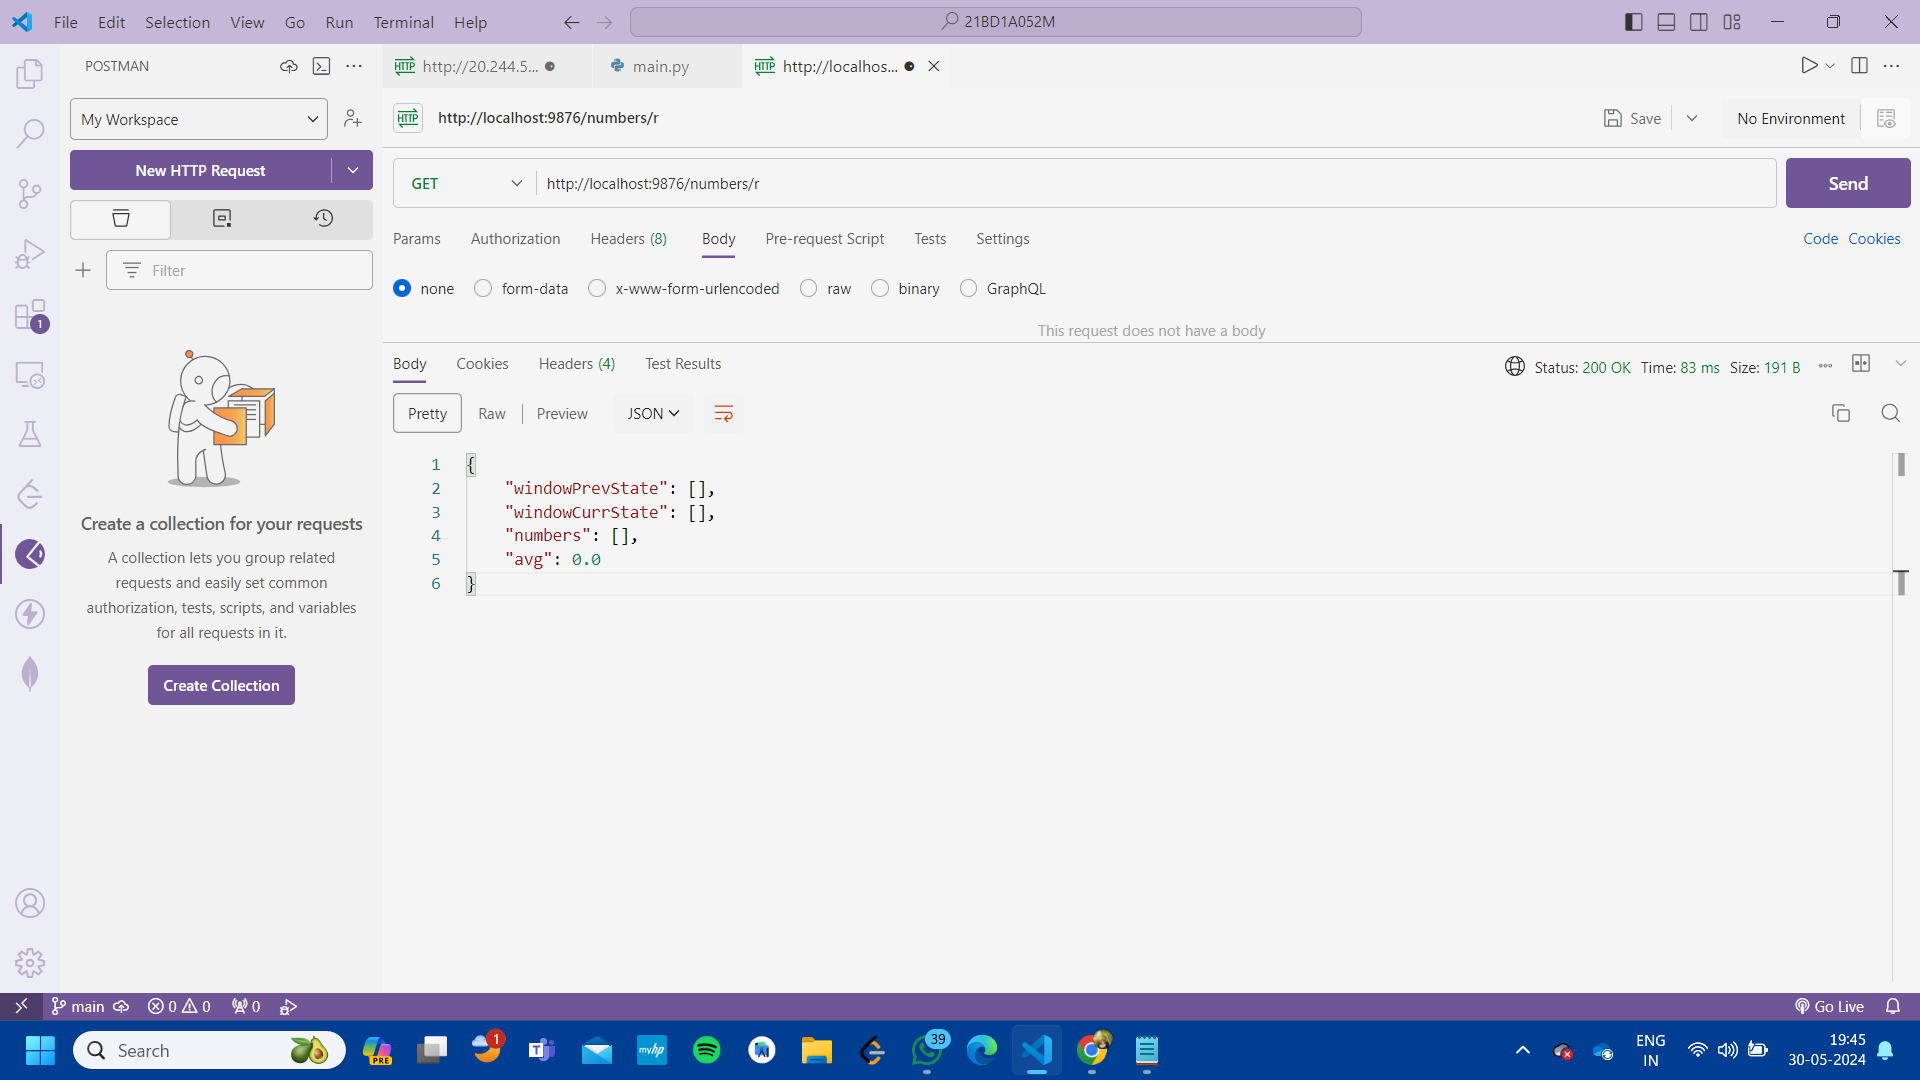 File Edit Selection View Go Run Terminal Help 21BD1A052M
POSTMAN
HTTP http://20.244.5... main.py HTTP http://localhos...
My Workspace
HTTP http://localhost:9876/numbers/r Save No Environment
New HTTP Request
GET http://localhost:9876/numbers/r Send
Params Authorization Headers (8) Body Pre-request Script Tests Settings Code Cookies
Filter
none form-data x-www-form-urlencoded raw binary GraphQL
This request does not have a body
1
Body Cookies Headers (4) Test Results Status: 200 OK Time: 83 ms Size: 191 B
Pretty Raw Preview JSON
1 {
2 "windowPrevState": [],
3 "windowCurrState": [],
4 "numbers": [],
5 "avg": 0.0
6 }
Create a collection for your requests
A collection lets you group related
requests and easily set common
authorization, tests, scripts, and variables
for all requests in it.
Create Collection
main 0 0 0 Go Live
Search PRE 1 myhp 39 ENG
IN
19:45
30-05-2024